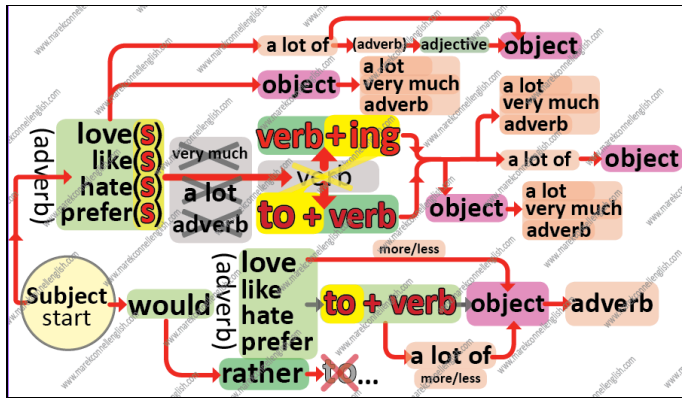 a lot of (adverb) adjective object
object a lot
very much
adverb
(adverb)
love(s)
like(s)
hate(s)
prefer(s)
very much
a lot
adverb
verb+ing
verb
to + verb
a lot
very much
adverb
a lot of object
object a lot
very much
adverb
Subject
start
would
(adverb)
love
like
hate
prefer
more/less
to + verb
object
adverb
a lot of
more/less
rather
to...
www.marekconnellenglish.com